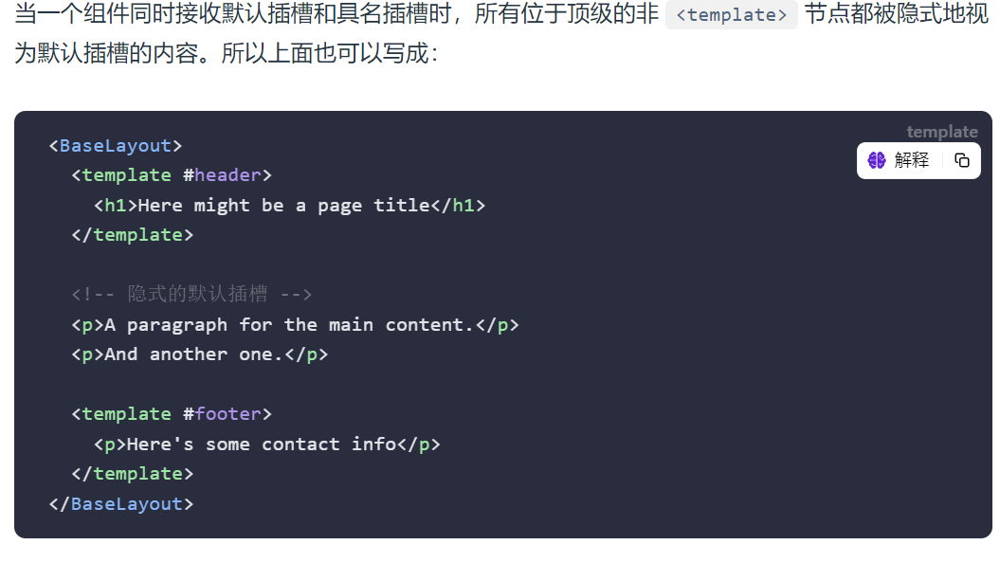 当一个组件同时接收默认插槽和具名插槽时，所有位于顶级的非 <template> 节点都被隐式地视
为默认插槽的内容。所以上面也可以写成：
template
解释
<BaseLayout>
  <template #header>
    <h1>Here might be a page title</h1>
  </template>

  <!-- 隐式的默认插槽 -->
  <p>A paragraph for the main content.</p>
  <p>And another one.</p>

  <template #footer>
    <p>Here's some contact info</p>
  </template>
</BaseLayout>